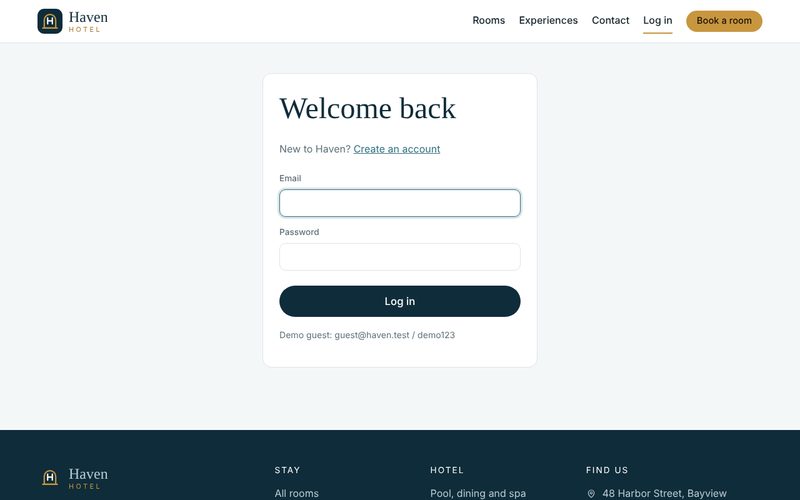 Haven
HOTEL
Rooms Experiences Contact Log in Book a room
Welcome back
New to Haven? Create an account
Email
Password
Log in
Demo guest: guest@haven.test / demo123
Haven
HOTEL
STAY
All rooms
HOTEL
Pool, dining and spa
FIND US
48 Harbor Street, Bayview